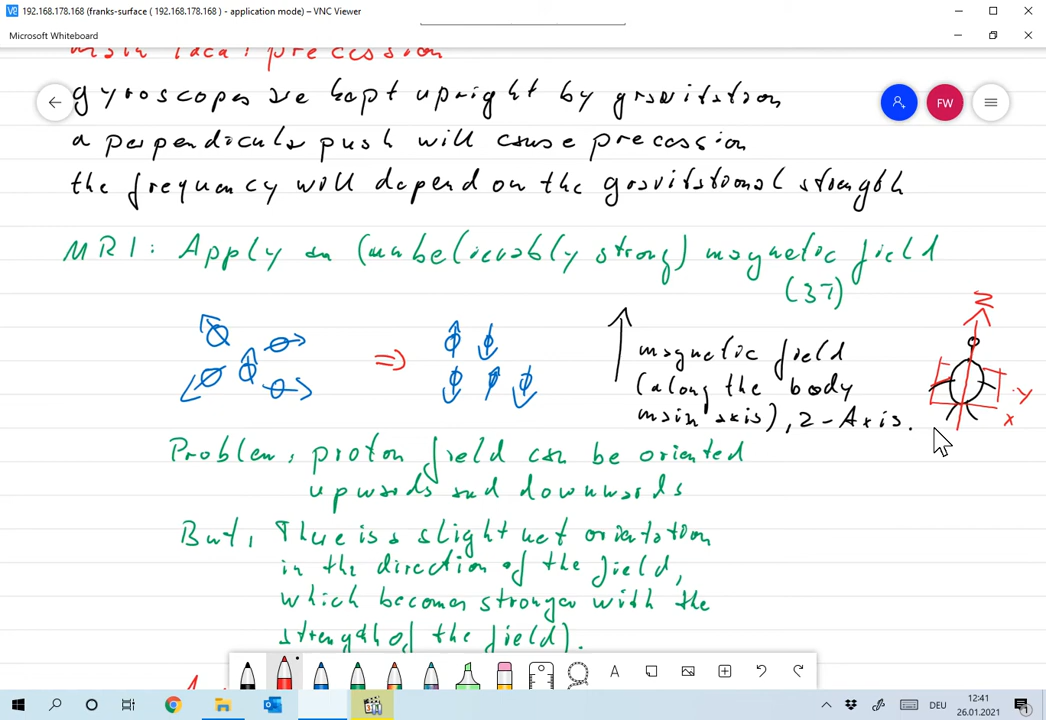 192.168.178.168 (franks-surface ( 192.168.178.168 ) - application mode) - VNC Viewer
Microsoft Whiteboard
precession
gyroscopes are kept upright by gravitation
FW
a perpendicular push will cause precession
the frequency will depend on the gravitational strength
MRI: Apply an (unbelievably strong) magnetic field
(3T)
Z
magnetic field
(along the body
main axis), z-Axis.
y
x
Problem, proton field can be oriented
upwards and downwards
But, There is a slight net orientation
in the direction of the field,
which becomes stronger with the
strength of the field).
A
DEU
12:41
26.01.2021